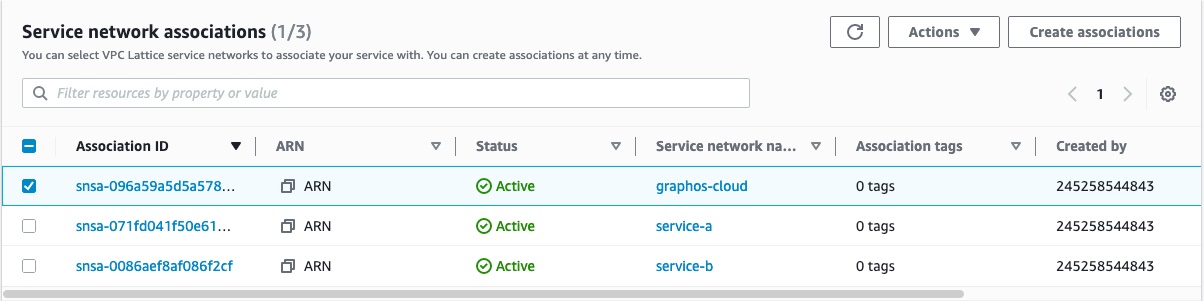 Service network associations (1/3)
You can select VPC Lattice service networks to associate your service with. You can create associations at any time.
Actions
Create associations
Filter resources by property or value
1
Association ID ARN Status Service network na... Association tags Created by
snsa-096a59a5d5a578... ARN Active graphos-cloud 0 tags 245258544843
snsa-071fd041f50e61... ARN Active service-a 0 tags 245258544843
snsa-0086aef8af086f2cf ARN Active service-b 0 tags 245258544843